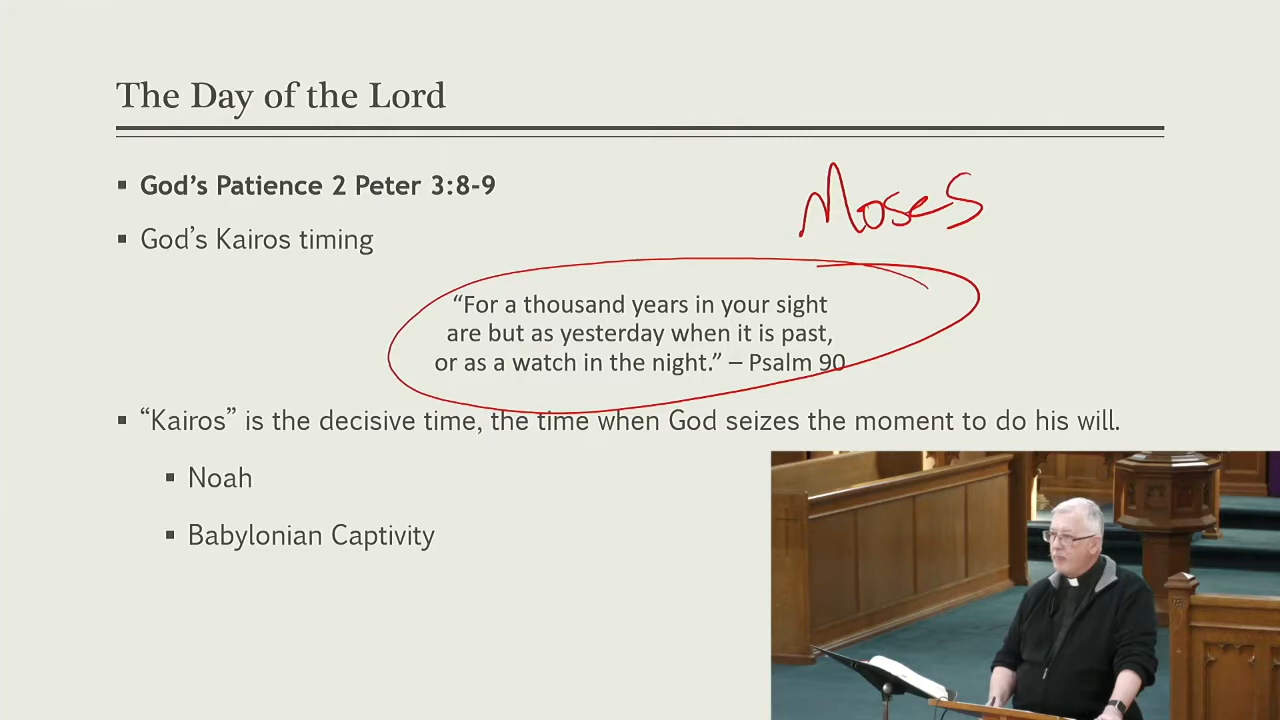 The Day of the Lord
God's Patience 2 Peter 3:8-9
Moses
God's Kairos timing
“For a thousand years in your sight
are but as yesterday when it is past,
or as a watch in the night.” – Psalm 90
“Kairos” is the decisive time, the time when God seizes the moment to do his will.
Noah
Babylonian Captivity